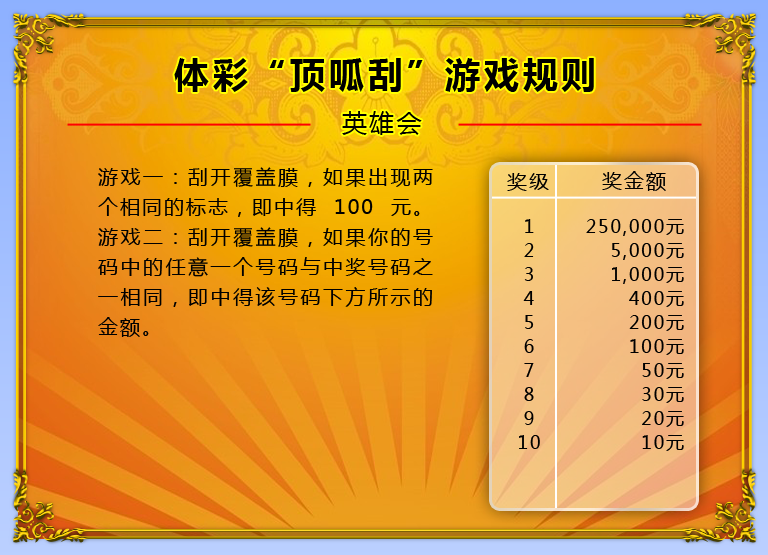 体彩“顶呱刮”游戏规则
英雄会
游戏一：刮开覆盖膜，如果出现两
个相同的标志，即中得 100 元。
游戏二：刮开覆盖膜，如果你的号
码中的任意一个号码与中奖号码之
一相同，即中得该号码下方所示的
金额。
奖级 奖金额
1 250,000元
2 5,000元
3 1,000元
4 400元
5 200元
6 100元
7 50元
8 30元
9 20元
10 10元